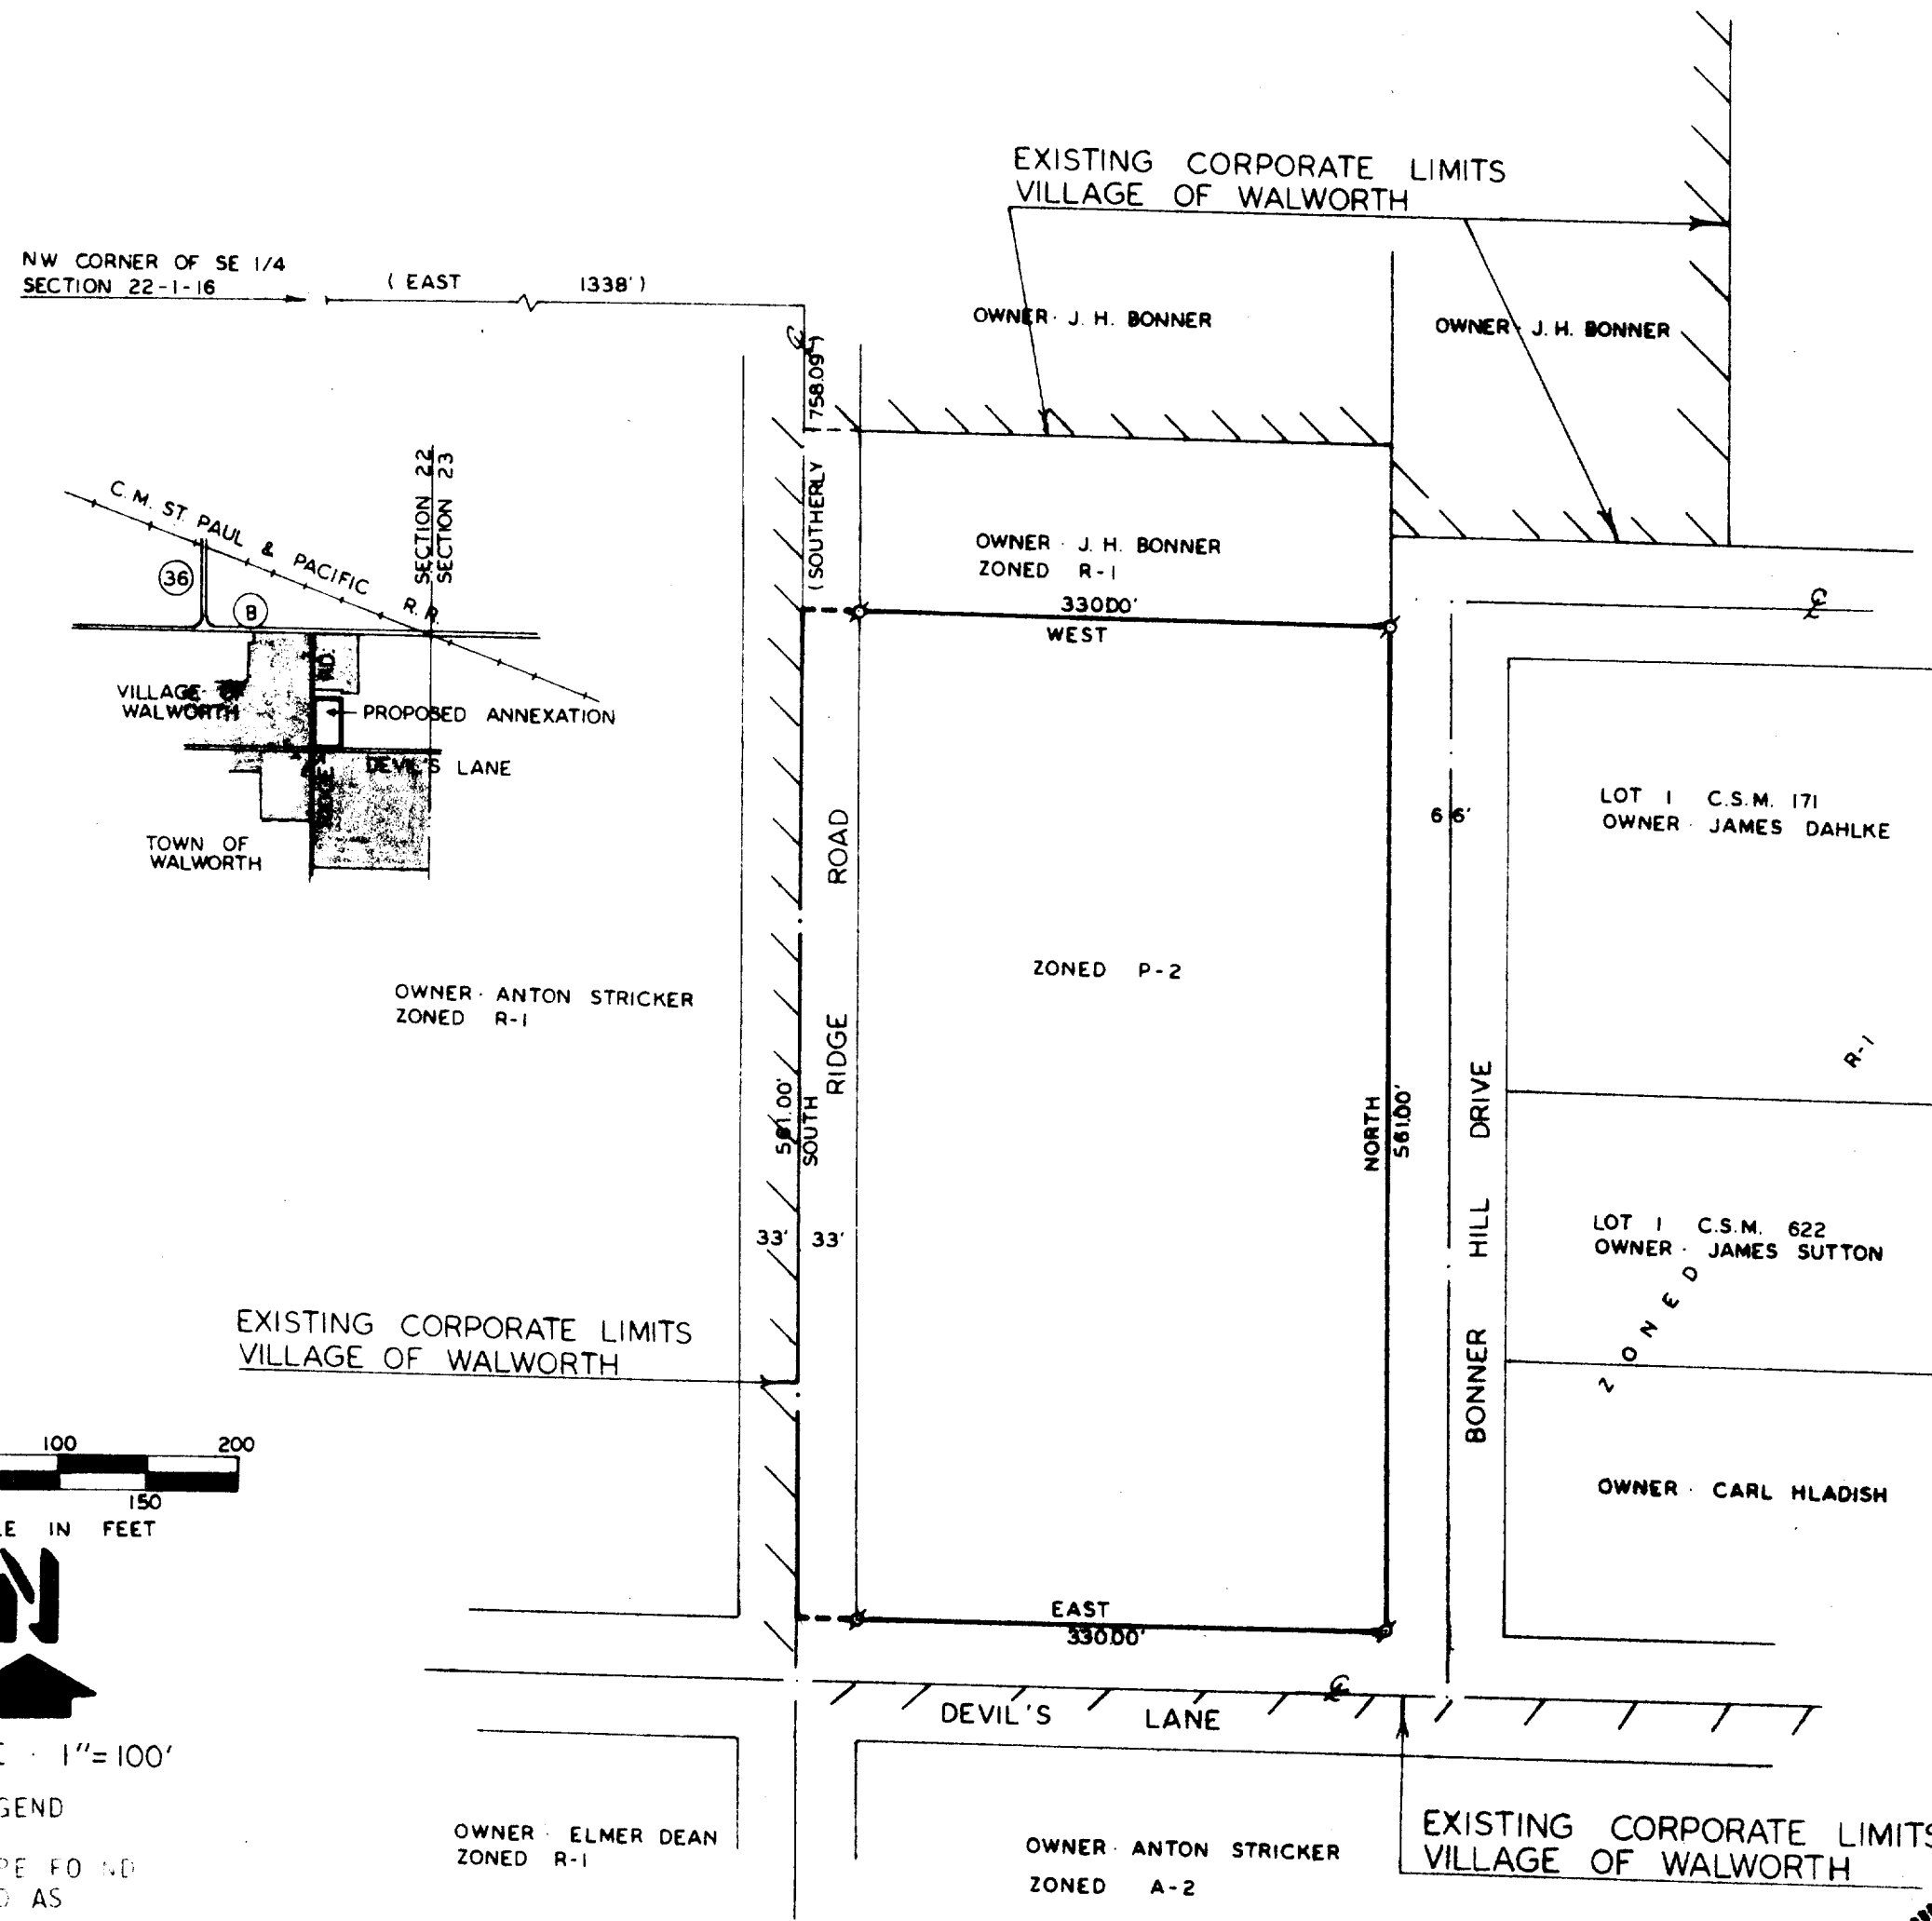 EXISTING CORPORATE LIMITS
VILLAGE OF WALWORTH
NW CORNER OF SE 1/4
SECTION 22-1-16
( EAST 1338' )
OWNER · J. H. BONNER
OWNER · J. H. BONNER
(SOUTHERLY 758.09')
OWNER · J. H. BONNER
ZONED R-1
330.00'
WEST
C. M. ST. PAUL & PACIFIC R. R.
SECTION 22
SECTION 23
36
B
RD.
VILLAGE OF
WALWORTH
PROPOSED ANNEXATION
DEVIL'S LANE
RIDGE
TOWN OF
WALWORTH
66'
LOT 1 C.S.M. 171
OWNER · JAMES DAHLKE
RIDGE ROAD
ZONED P-2
OWNER · ANTON STRICKER
ZONED R-1
561.00'
SOUTH
NORTH
561.00'
BONNER HILL DRIVE
ZONED R-1
LOT 1 C.S.M. 622
OWNER · JAMES SUTTON
33' 33'
EXISTING CORPORATE LIMITS
VILLAGE OF WALWORTH
OWNER · CARL HLADISH
100 200
150
IN FEET
N
1"=100'
EAST
330.00'
DEVIL'S LANE
OWNER · ELMER DEAN
ZONED R-1
OWNER · ANTON STRICKER
ZONED A-2
EXISTING CORPORATE LIMITS
VILLAGE OF WALWORTH
AS